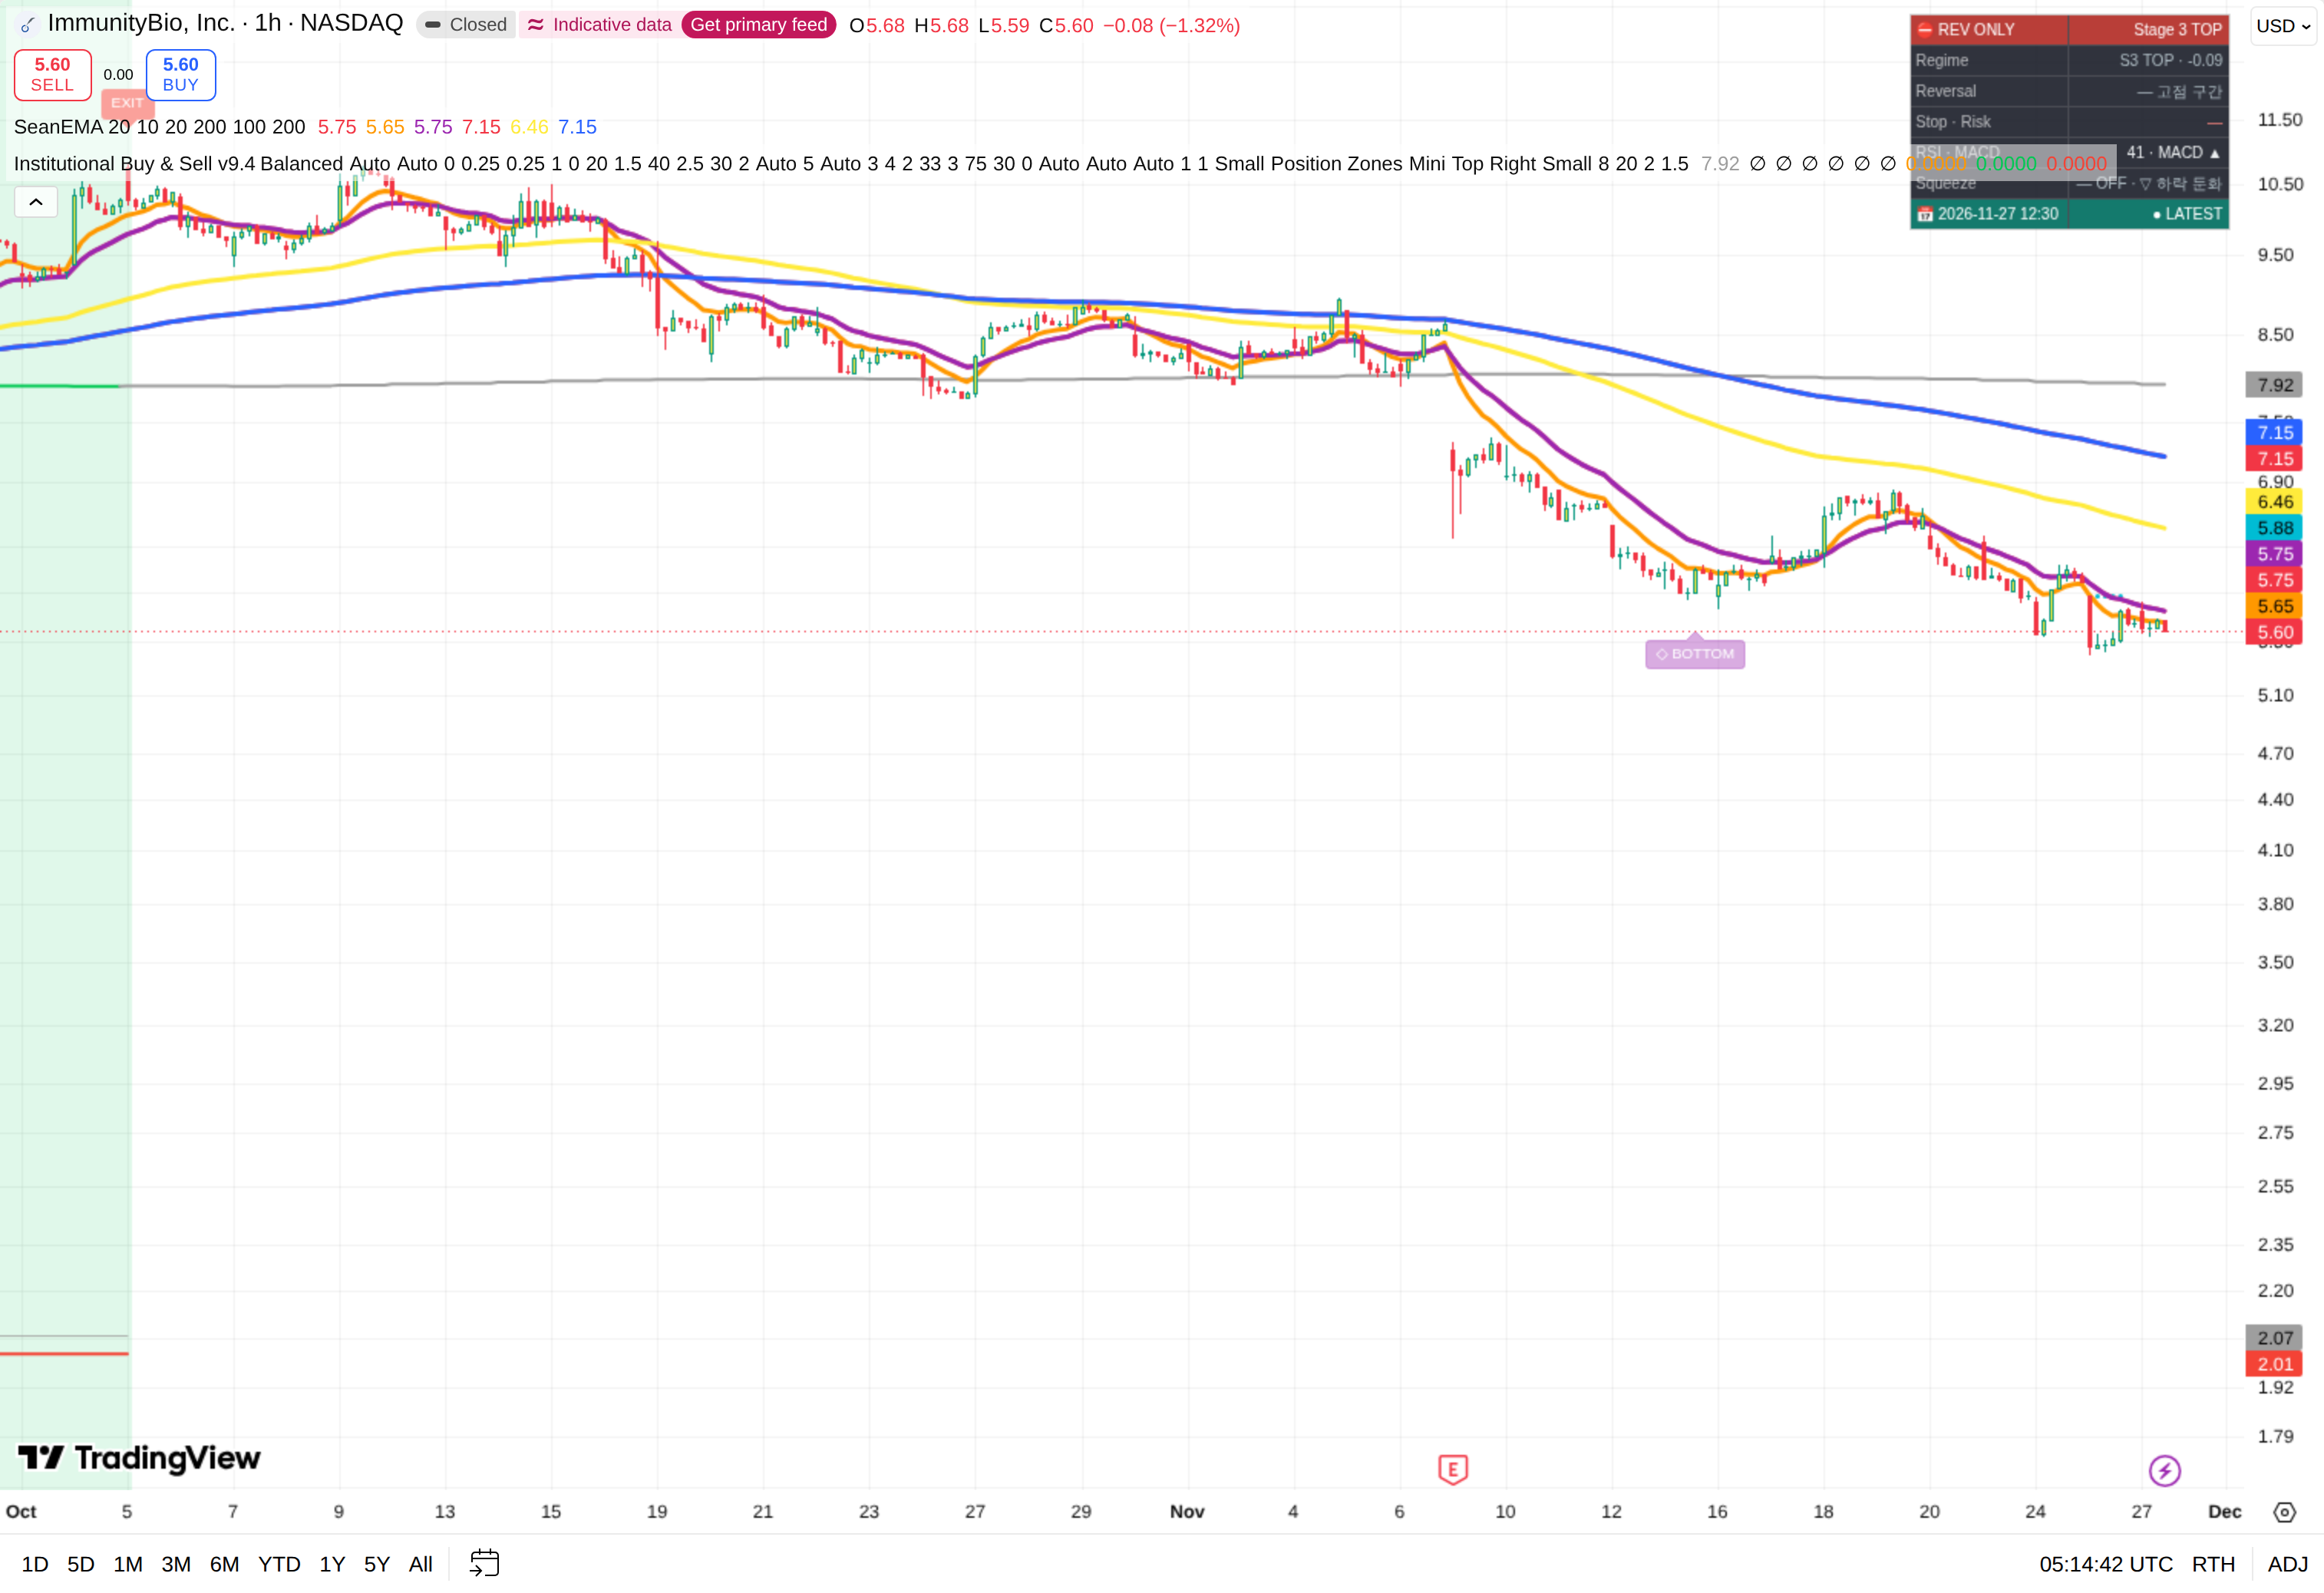 ImmunityBio, Inc. · 1h · NASDAQ Closed Indicative data Get primary feed O5.68 H5.68 L5.59 C5.60 −0.08 (−1.32%)
5.60
SELL
0.00
5.60
BUY
EXIT
SeanEMA 20 10 20 200 100 200 5.75 5.65 5.75 7.15 6.46 7.15
Institutional Buy & Sell v9.4 Balanced Auto Auto 0 0.25 0.25 1 0 20 1.5 40 2.5 30 2 Auto 5 Auto 3 4 2 33 3 75 30 0 Auto Auto Auto 1 1 Small Position Zones Mini Top Right Small 8 20 2 1.5 7.92 ∅ ∅ ∅ ∅ ∅ ∅ 0.0000 0.0000 0.0000
REV ONLY Stage 3 TOP
Regime S3 TOP · -0.09
Reversal — 고점 구간
Stop · Risk —
RSI · MACD 41 · MACD ▲
Squeeze — OFF · ▽ 하락 둔화
2026-11-27 12:30 ● LATEST
USD
11.50
10.50
9.50
8.50
7.92
7.15
7.15
6.90
6.46
5.88
5.75
5.75
5.65
5.60
5.10
4.70
4.40
4.10
3.80
3.50
3.20
2.95
2.75
2.55
2.35
2.20
2.07
2.01
1.92
1.79
◇ BOTTOM
TradingView
E
Oct 5 7 9 13 15 19 21 23 27 29 Nov 4 6 10 12 16 18 20 24 27 Dec
1D 5D 1M 3M 6M YTD 1Y 5Y All 05:14:42 UTC RTH ADJ